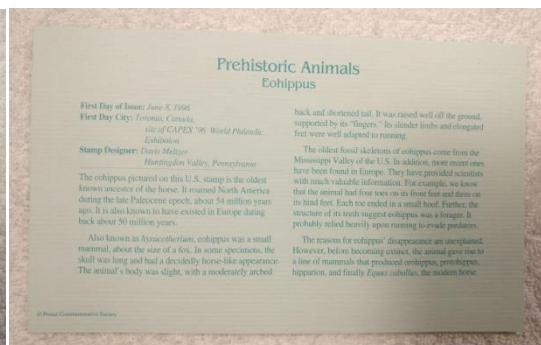 Prehistoric Animals
Eohippus
First Day of Issue: June 8, 1996
First Day City: Toronto, Canada,
site of CAPEX '96 World Philatelic
Exhibition
Stamp Designer: Davis Meltzer
Huntingdon Valley, Pennsylvania
The eohippus pictured on this U.S. stamp is the oldest
known ancestor of the horse. It roamed North America
during the late Paleocene epoch, about 54 million years
ago. It is also known to have existed in Europe dating
back about 50 million years.
Also known as hyracotherium, eohippus was a small
mammal, about the size of a fox. In some specimens, the
skull was long and had a decidedly horse-like appearance.
The animal's body was slight, with a moderately arched
back and shortened tail. It was raised well off the ground,
supported by its "fingers." Its slender limbs and elongated
feet were well adapted to running.
The oldest fossil skeletons of eohippus come from the
Mississippi Valley of the U.S. In addition, more recent ones
have been found in Europe. They have provided scientists
with much valuable information. For example, we know
that the animal had four toes on its front feet and three on
its hind feet. Each toe ended in a small hoof. Further, the
structure of its teeth suggest eohippus was a forager. It
probably relied heavily upon running to evade predators.
The reasons for eohippus' disappearance are unexplained.
However, before becoming extinct, the animal gave rise to
a line of mammals that produced orohippus, protohippus,
hipparion, and finally Equus caballus, the modern horse.
© Postal Commemorative Society